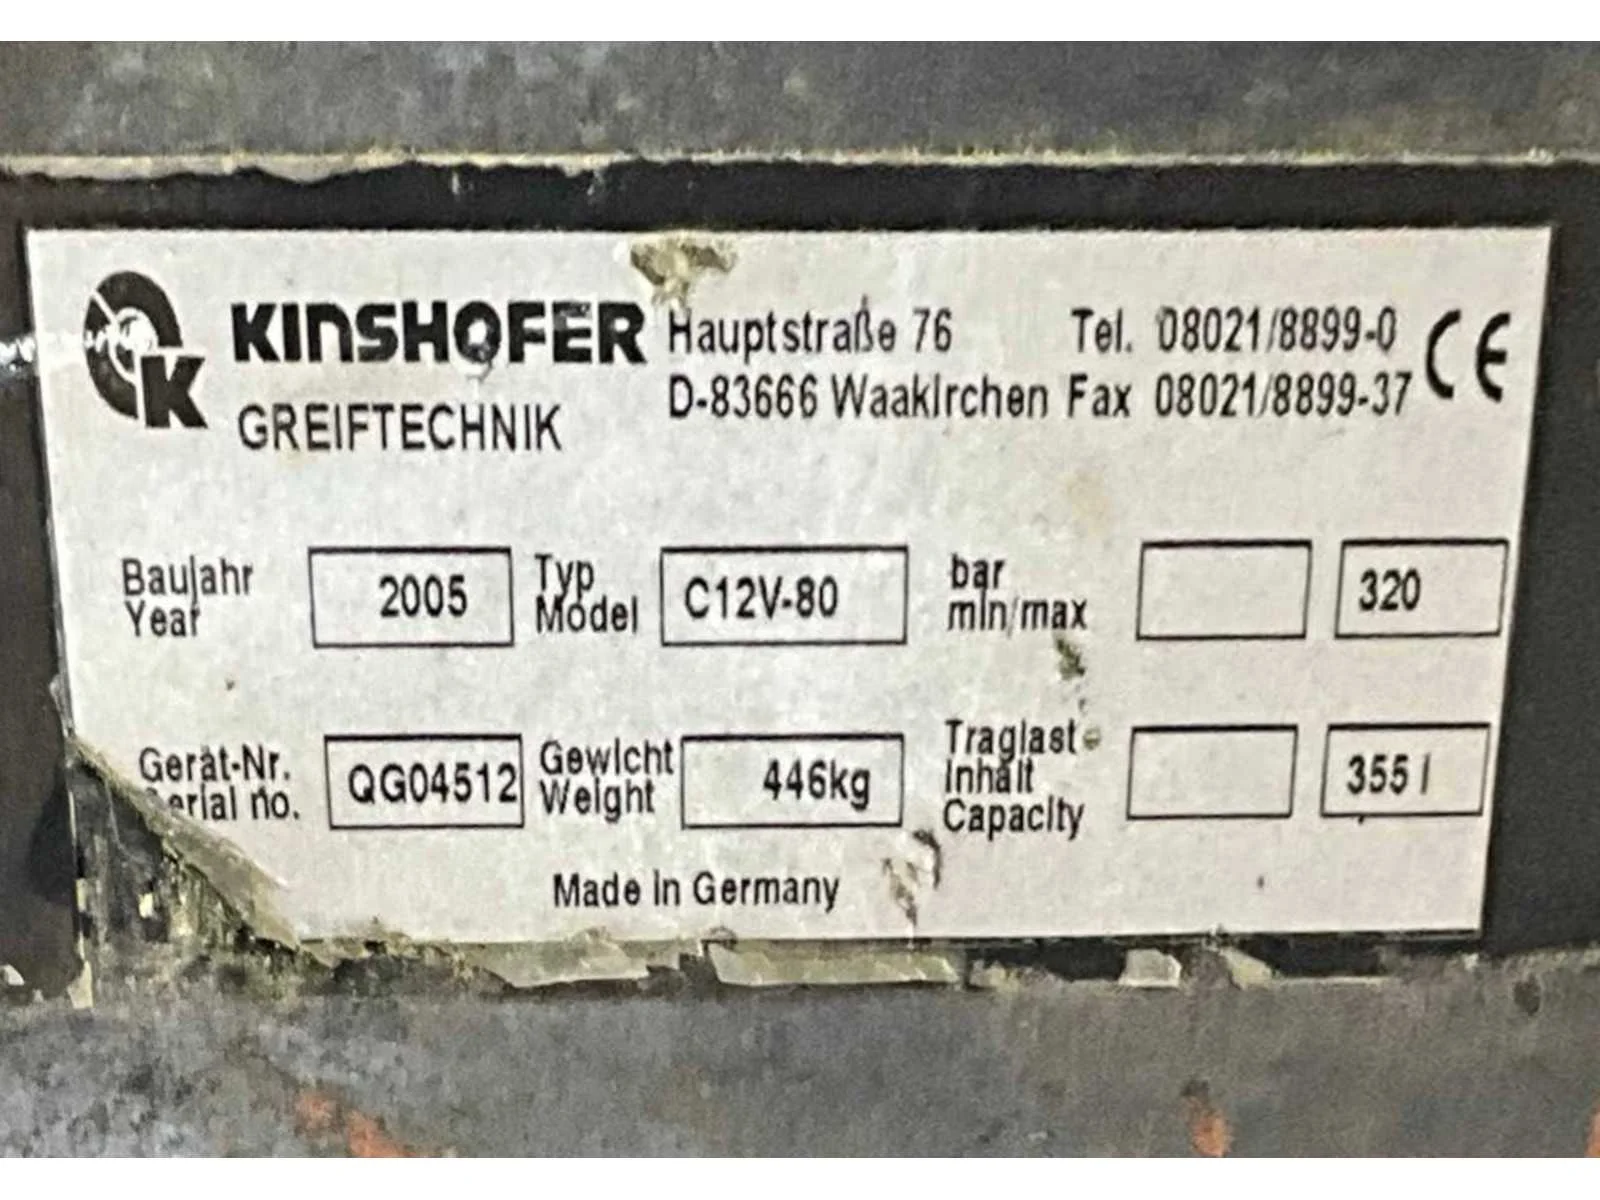 KINSHOFER Hauptstraße 76 Tel. 08021/8899-0 CE
K GREIFTECHNIK D-83666 Waakirchen Fax 08021/8899-37
Baujahr 2005 Typ C12V-80 bar 320
Year Model min/max
Gerät-Nr. QG04512 Gewicht 446kg Traglast 355 l
Serial no. Weight Inhalt
Capacity
Made in Germany